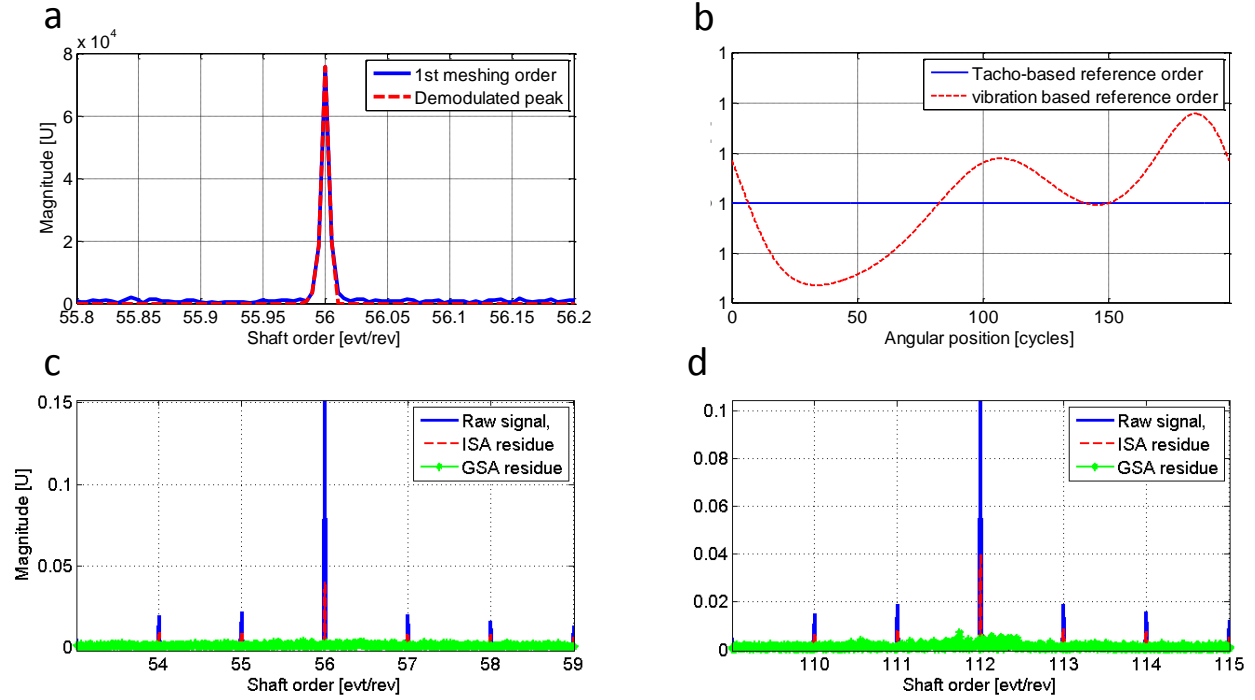 a
x 10^4
8
6
4
2
0
Magnitude [U]
1st meshing order
Demodulated peak
55.8 55.85 55.9 55.95 56 56.05 56.1 56.15 56.2
Shaft order [evt/rev]
b
1
1
1
1
1
1
Tacho-based reference order
vibration based reference order
0 50 100 150
Angular position [cycles]
c
0.15
0.1
0.05
0
Magnitude [U]
Raw signal,
ISA residue
GSA residue
54 55 56 57 58 59
Shaft order [evt/rev]
d
0.1
0.08
0.06
0.04
0.02
0
Raw signal,
ISA residue
GSA residue
110 111 112 113 114 115
Shaft order [evt/rev]